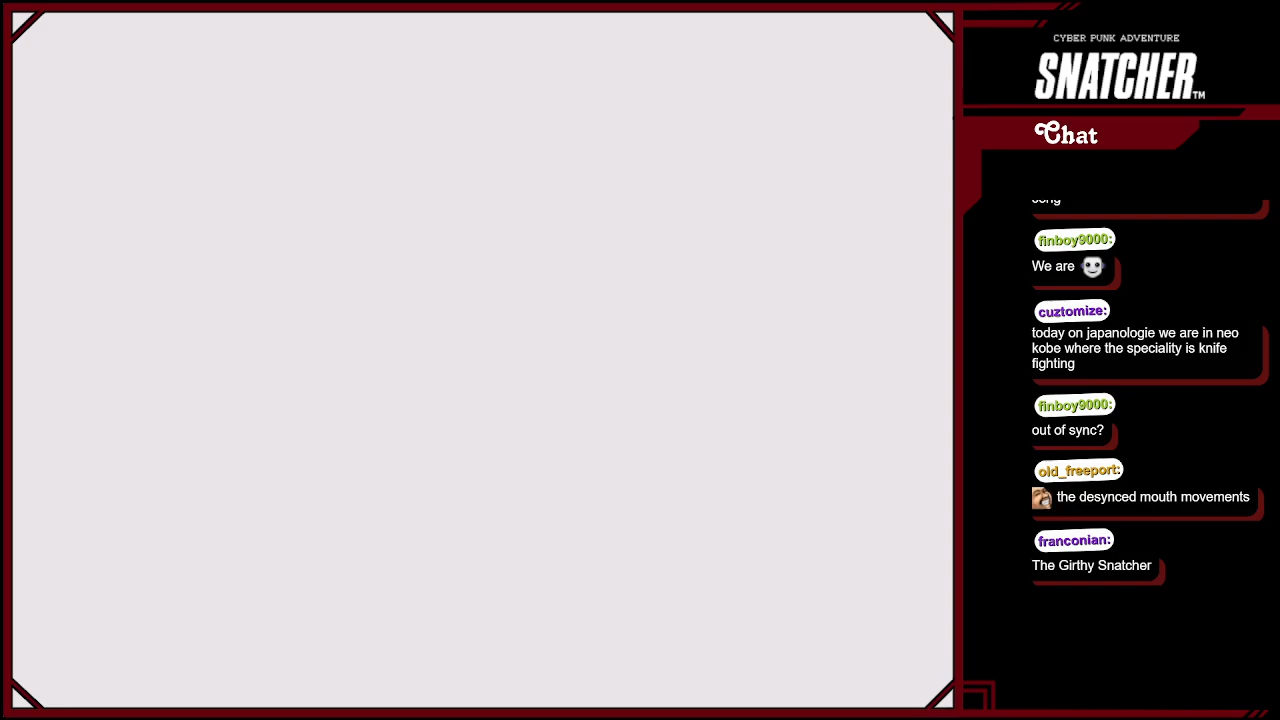 CYBER PUNK ADVENTURE
SNATCHER™
Chat
song
finboy9000:
We are
cuztomize:
today on japanologie we are in neo
kobe where the speciality is knife
fighting
finboy9000:
out of sync?
old_freeport:
the desynced mouth movements
franconian:
The Girthy Snatcher